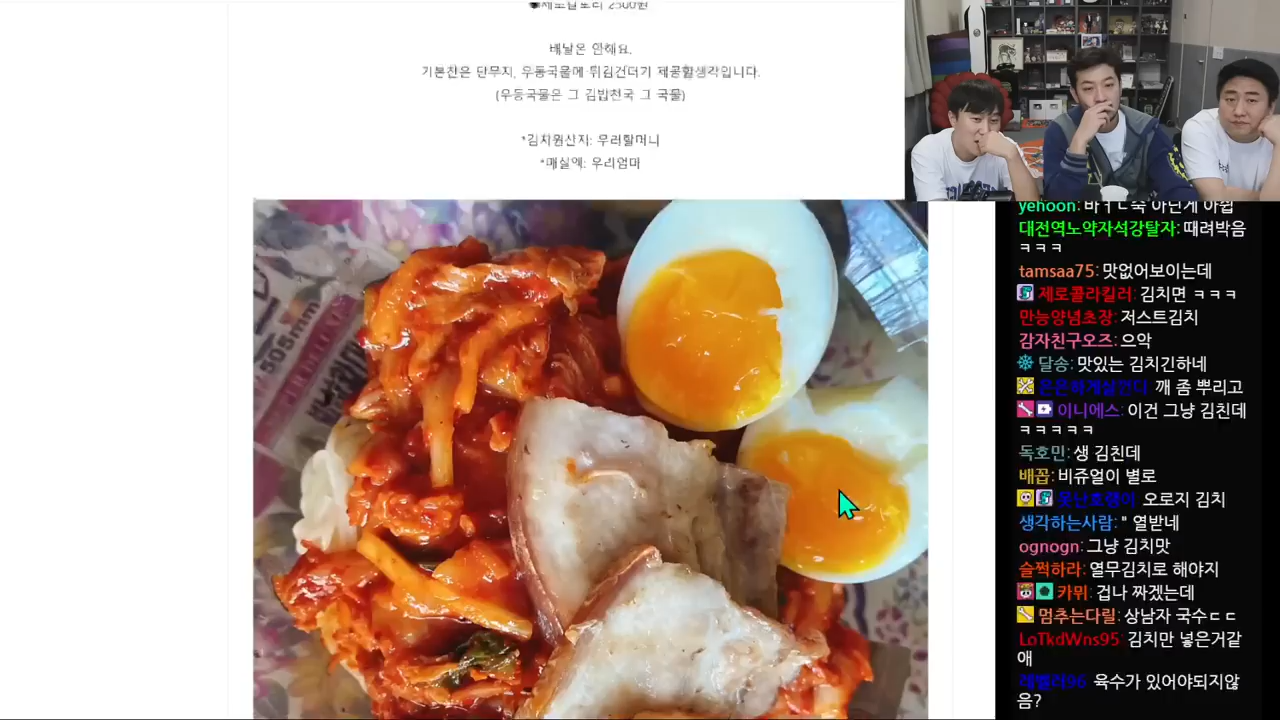 배달은 안해요.
기본찬은 단무지, 우동국물에 튀김건더기 제공할생각입니다.
(우동국물은 그 김밥천국 그 국물)
*김치원산지: 우리할머니
*매실액: 우리엄마
505mm
yehoon:
대전역노약자석강탈자: 때려박음
ㅋㅋㅋ
tamsaa75: 맛없어보이는데
제로콜라킬러: 김치면 ㅋㅋㅋ
만능양념초장: 저스트김치
감자친구오즈: 으악
달송: 맛있는 김치긴하네
깨 좀 뿌리고
이니에스: 이건 그냥 김친데
ㅋㅋㅋㅋㅋ
독호민: 생 김친데
배꼽: 비쥬얼이 별로
못난호랭이 오로지 김치
생각하는사람: " 열받네
ognogn: 그냥 김치맛
슬쩍하라: 열무김치로 해야지
카뮈: 겁나 짜겠는데
멈추는다릴: 상남자 국수ㄷㄷ
LoTkdWns95 김치만 넣은거같
애
레벨러96 육수가 있어야되지않
음?